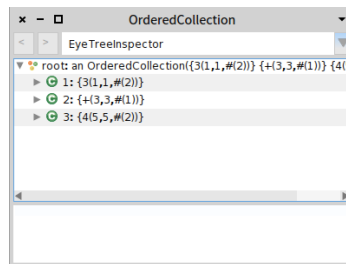 OrderedCollection
EyeTreeInspector
root: an OrderedCollection({3(1,1,#(2))} {+(3,3,#(1))} {4(
1: {3(1,1,#(2))}
2: {+(3,3,#(1))}
3: {4(5,5,#(2))}